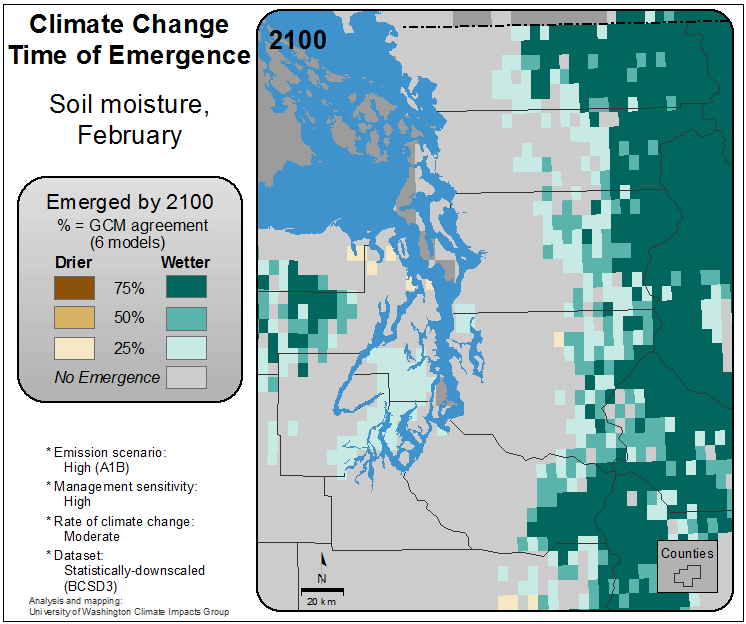 Climate Change
Time of Emergence
Soil moisture,
February
Emerged by 2100
% = GCM agreement
(6 models)
Drier Wetter
75%
50%
25%
No Emergence
* Emission scenario:
High (A1B)
* Management sensitivity:
High
* Rate of climate change:
Moderate
* Dataset:
Statistically-downscaled
(BCSD3)
Analysis and mapping:
University of Washington Climate Impacts Group
2100
N
20 km
Counties